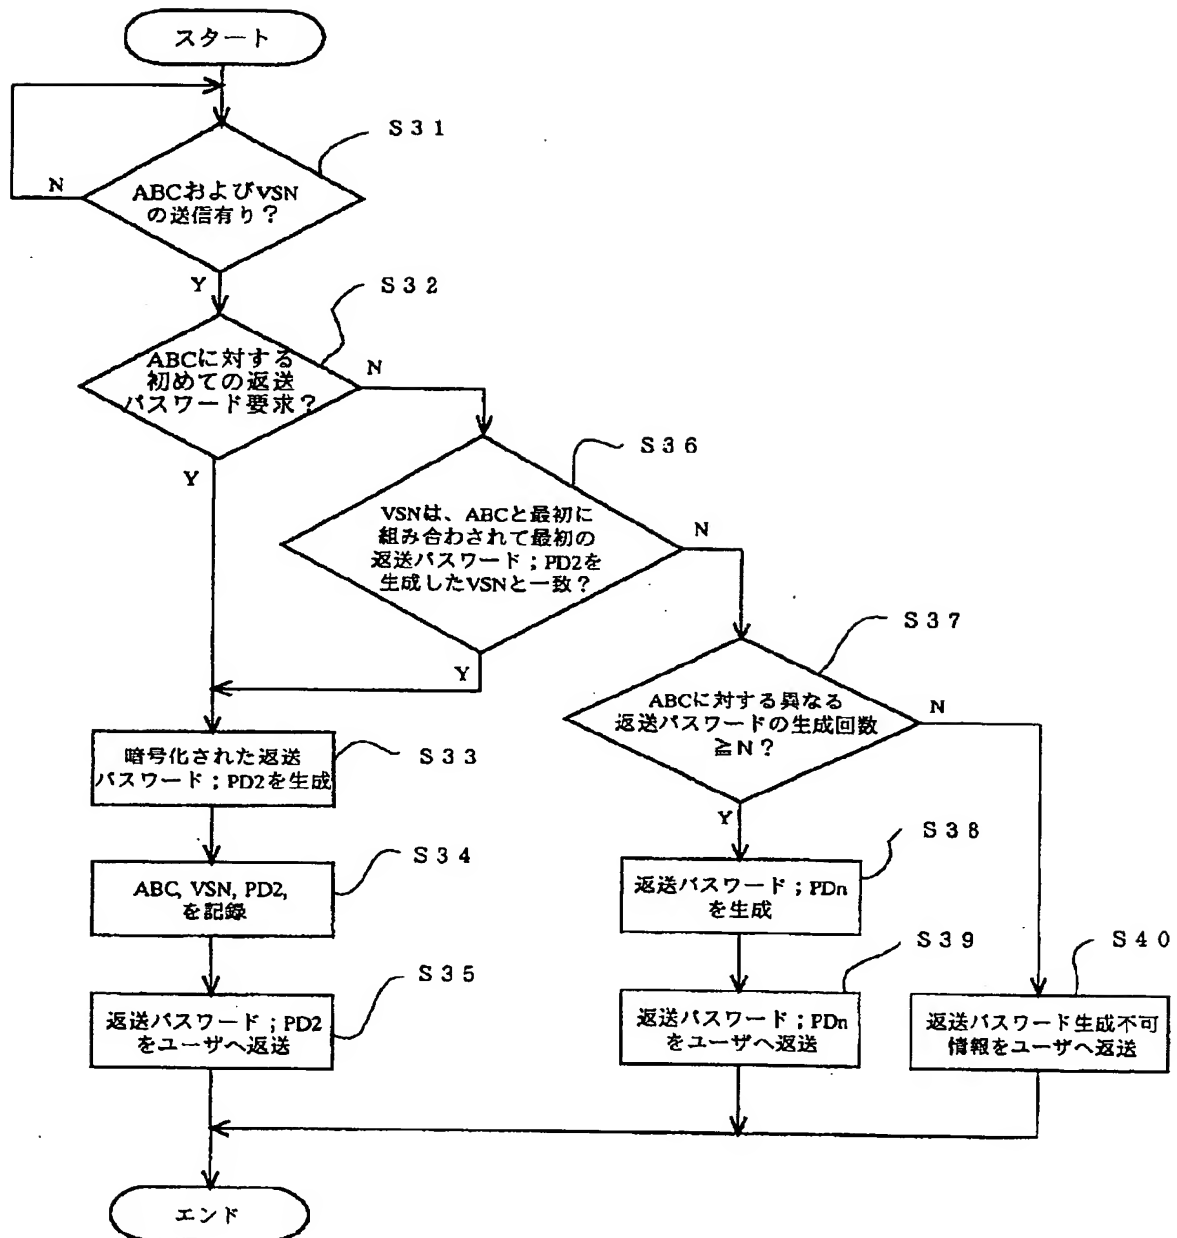 スタート
S31
N
ABCおよびVSN
の送信有り？
Y
S32
ABCに対する
初めての返送
パスワード要求？
N
Y
S36
VSNは、ABCと最初に
組み合わされて最初の
返送パスワード；PD2を
生成したVSNと一致？
N
Y
S37
ABCに対する異なる
返送パスワードの生成回数
≧N？
N
Y
暗号化された返送
パスワード；PD2を生成
S33
ABC, VSN, PD2,
を記録
S34
返送パスワード；PD2
をユーザへ返送
S35
返送パスワード；PDn
を生成
S38
返送パスワード；PDn
をユーザへ返送
S39
返送パスワード生成不可
情報をユーザへ返送
S40
エンド